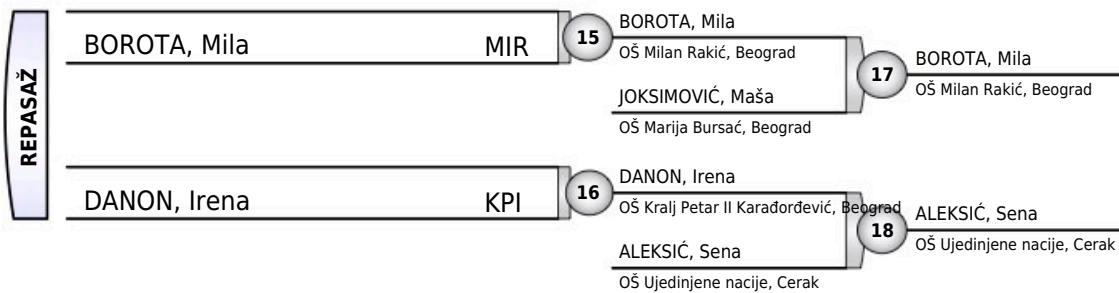 REPASAŽ
BOROTA, Mila MIR
15
BOROTA, Mila
OŠ Milan Rakić, Beograd
JOKSIMOVIĆ, Maša
OŠ Marija Bursać, Beograd
17
BOROTA, Mila
OŠ Milan Rakić, Beograd
DANON, Irena KPI
16
DANON, Irena
OŠ Kralj Petar II Karađorđević, Beograd
ALEKSIĆ, Sena
OŠ Ujedinjene nacije, Cerak
18
ALEKSIĆ, Sena
OŠ Ujedinjene nacije, Cerak